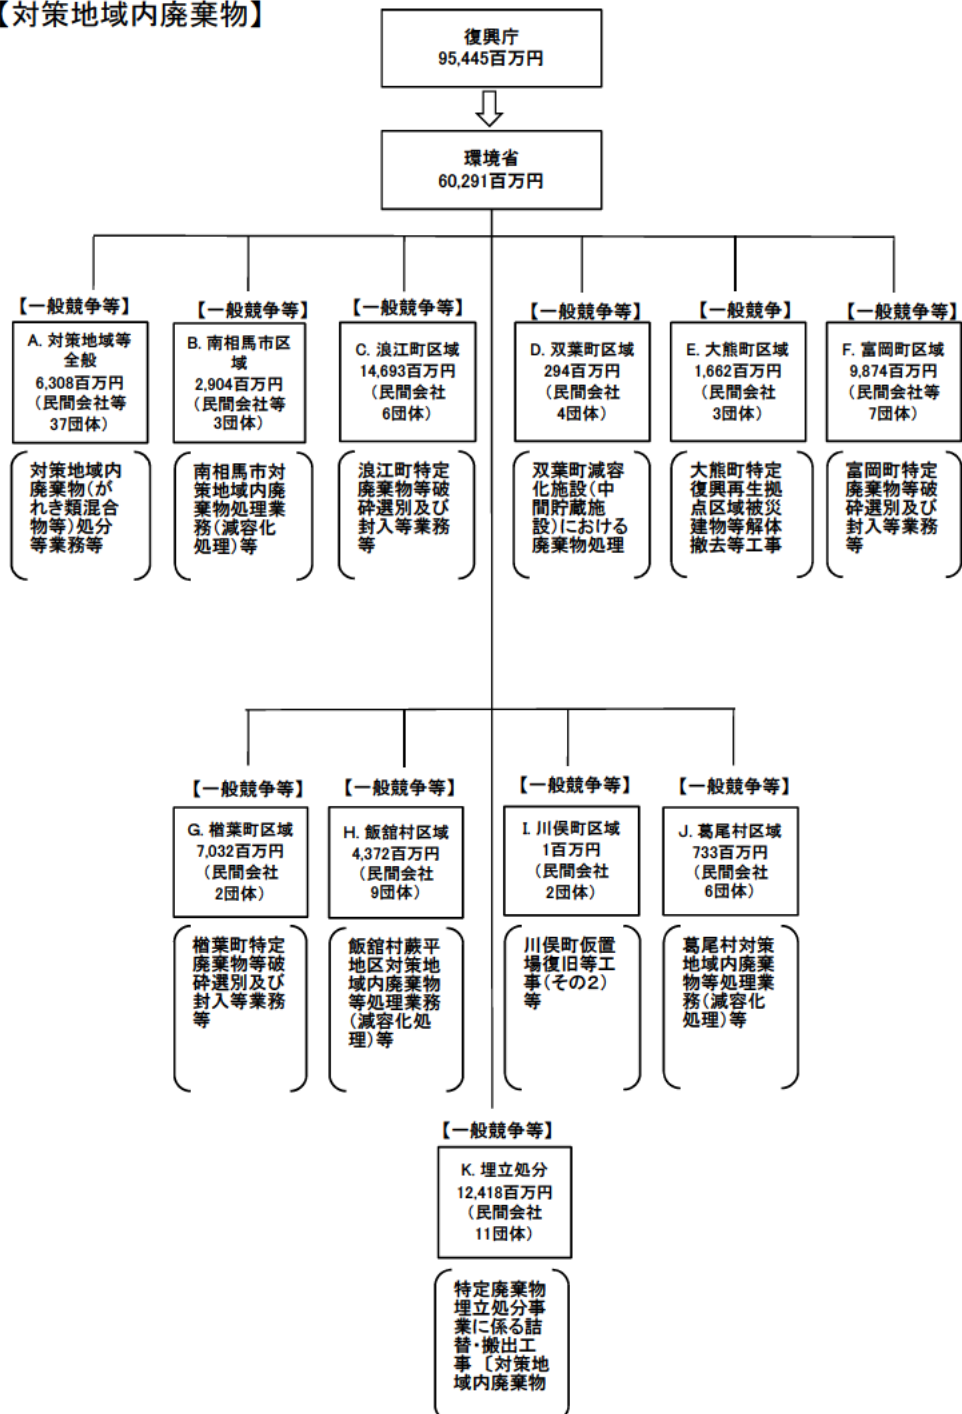 【対策地域内廃棄物】
復興庁
95,445百万円
環境省
60,291百万円
【一般競争等】
A. 対策地域等
全般
6,308百万円
(民間会社等
37団体)
対策地域内
廃棄物(が
れき類混合
物等)処分
等業務等
【一般競争等】
B. 南相馬市区
域
2,904百万円
(民間会社等
3団体)
南相馬市対
策地域内廃
棄物処理業
務(減容化
処理)等
【一般競争等】
C. 浪江町区域
14,693百万円
(民間会社
6団体)
浪江町特定
廃棄物等破
砕選別及び
封入等業務
等
【一般競争等】
D. 双葉町区域
294百万円
(民間会社
4団体)
双葉町減容
化施設(中
間貯蔵施
設)における
廃棄物処理
【一般競争】
E. 大熊町区域
1,662百万円
(民間会社
3団体)
大熊町特定
復興再生拠
点区域被災
建物等解体
撤去等工事
【一般競争等】
F. 富岡町区域
9,874百万円
(民間会社等
7団体)
富岡町特定
廃棄物等破
砕選別及び
封入等業務
等
【一般競争等】
G. 楢葉町区域
7,032百万円
(民間会社
2団体)
楢葉町特定
廃棄物等破
砕選別及び
封入等業務
等
【一般競争等】
H. 飯舘村区域
4,372百万円
(民間会社
9団体)
飯舘村蕨平
地区対策地
域内廃棄物
等処理業務
(減容化処
理)等
【一般競争等】
I. 川俣町区域
1百万円
(民間会社
2団体)
川俣町仮置
場復旧等工
事(その2)
等
【一般競争等】
J. 葛尾村区域
733百万円
(民間会社
6団体)
葛尾村対策
地域内廃棄
物等処理業
務(減容化
処理)等
【一般競争等】
K. 埋立処分
12,418百万円
(民間会社
11団体)
特定廃棄物
埋立処分事
業に係る詰
替・搬出工
事〔対策地
域内廃棄物